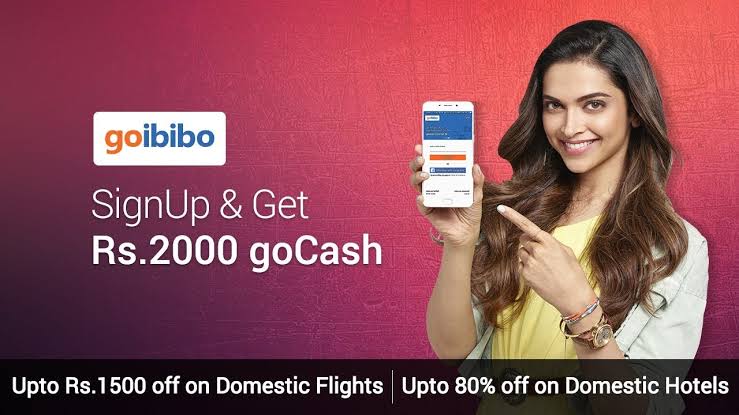 goibibo
SignUp & Get
Rs.2000 goCash
goibibo
Upto Rs.1500 off on Domestic Flights | Upto 80% off on Domestic Hotels